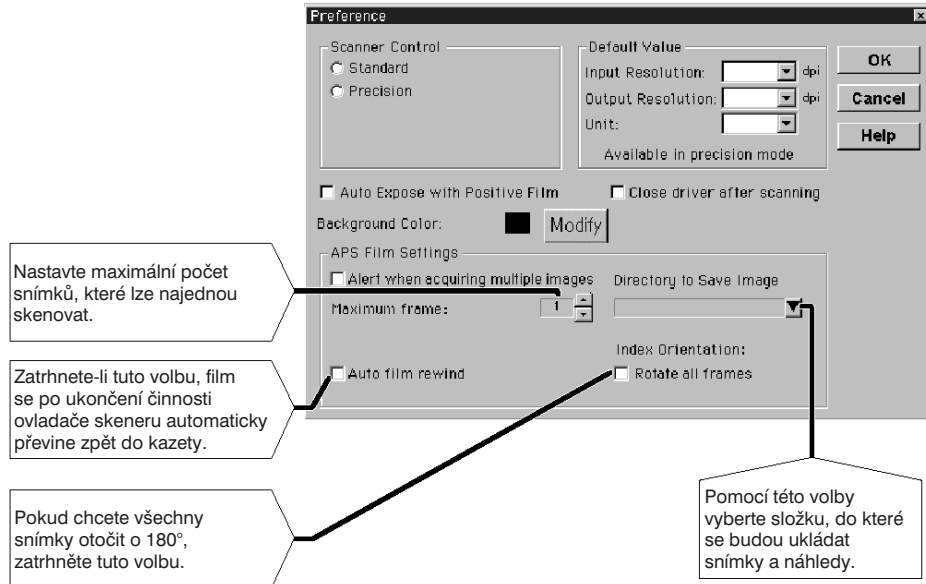 Preference
Scanner Control
Standard
Precision
Default Value
Input Resolution: dpi
Output Resolution: dpi
Unit:
Available in precision mode
OK
Cancel
Help
Auto Expose with Positive Film
Close driver after scanning
Background Color: Modify
APS Film Settings
Alert when acquiring multiple images
Directory to Save Image
Maximum frame: 1
Index Orientation:
Auto film rewind
Rotate all frames
Nastavte maximální počet
snímků, které lze najednou
skenovat.
Zatrhnete-li tuto volbu, film
se po ukončení činnosti
ovladače skeneru automaticky
převine zpět do kazety.
Pokud chcete všechny
snímky otočit o 180°,
zatrhněte tuto volbu.
Pomocí této volby
vyberte složku, do které
se budou ukládat
snímky a náhledy.